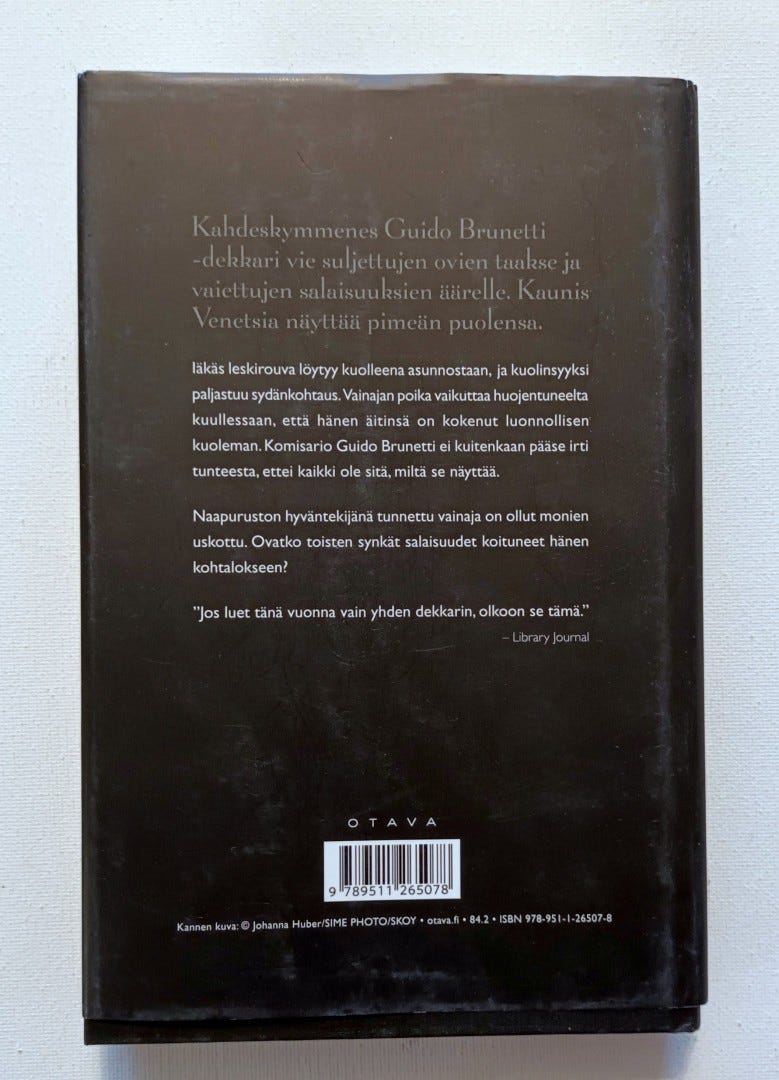 Kahdeskymmenes Guido Brunetti
-dekkari vie suljettujen ovien taakse ja
vaiettujen salaisuuksien äärelle. Kaunis
Venetsia näyttää pimeän puolensa.
Iäkäs leskirouva löytyy kuolleena asunnostaan, ja kuolinsyyksi
paljastuu sydänkohtaus. Vainajan poika vaikuttaa huojentuneelta
kuullessaan, että hänen äitinsä on kokenut luonnollisen
kuoleman. Komisario Guido Brunetti ei kuitenkaan pääse irti
tunteesta, ettei kaikki ole sitä, miltä se näyttää.
Naapuruston hyväntekijänä tunnettu vainaja on ollut monien
uskottu. Ovatko toisten synkät salaisuudet koituneet hänen
kohtalokseen?
”Jos luet tänä vuonna vain yhden dekkarin, olkoon se tämä.”
– Library Journal
OTAVA
9 789511 265078
Kannen kuva: © Johanna Huber/SIME PHOTO/SKOY • otava.fi • 84.2 • ISBN 978-951-1-26507-8